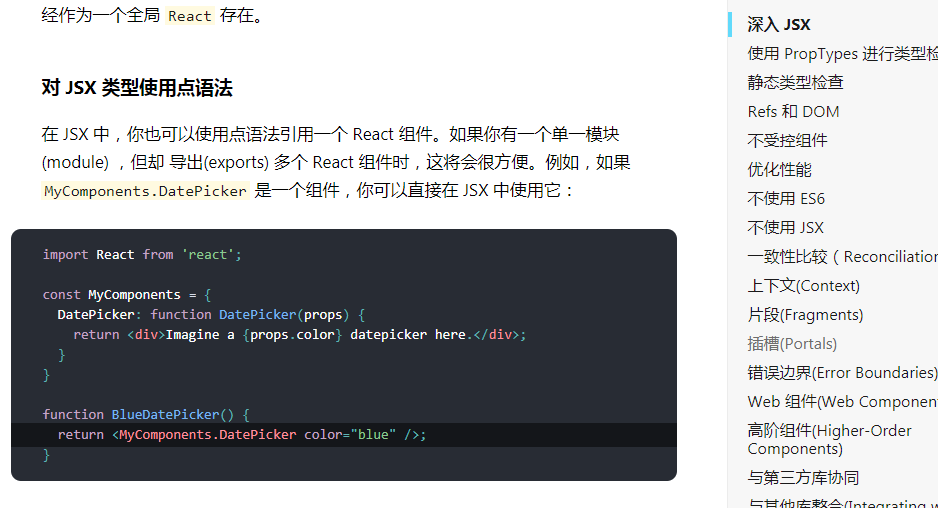 经作为一个全局 React 存在。
对 JSX 类型使用点语法
在 JSX 中，你也可以使用点语法引用一个 React 组件。如果你有一个单一模块
(module) ，但却 导出(exports) 多个 React 组件时，这将会很方便。例如，如果
MyComponents.DatePicker 是一个组件，你可以直接在 JSX 中使用它：
import React from 'react';
const MyComponents = {
  DatePicker: function DatePicker(props) {
    return <div>Imagine a {props.color} datepicker here.</div>;
  }
}
function BlueDatePicker() {
  return <MyComponents.DatePicker color="blue" />;
}
深入 JSX
使用 PropTypes 进行类型检
静态类型检查
Refs 和 DOM
不受控组件
优化性能
不使用 ES6
不使用 JSX
一致性比较（Reconciliation
上下文(Context)
片段(Fragments)
插槽(Portals)
错误边界(Error Boundaries)
Web 组件(Web Component
高阶组件(Higher-Order
Components)
与第三方库协同
与其他库整合(Integrating w